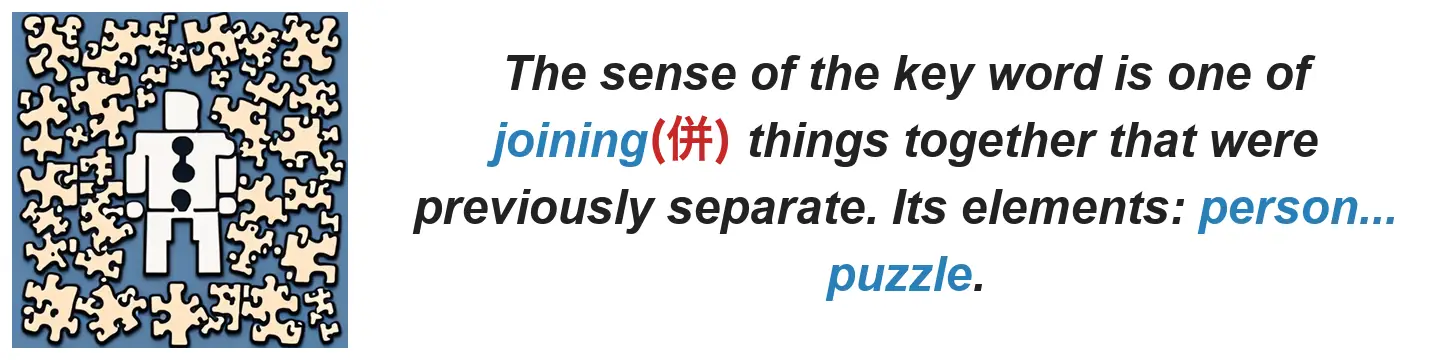 The sense of the key word is one of
joining(併) things together that were
previously separate. Its elements: person...
puzzle.